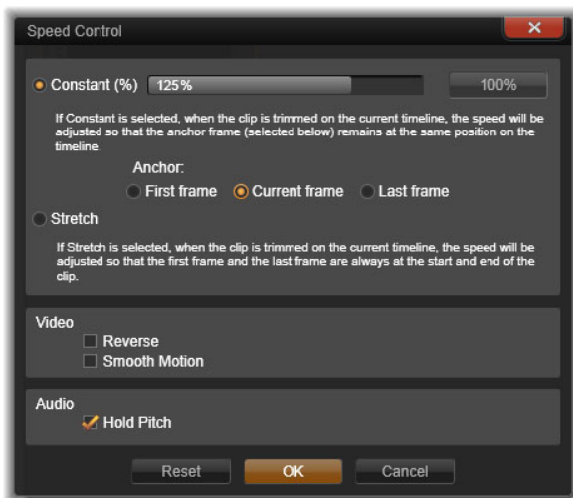 Speed Control
Constant (%) 125% 100%
If Constant is selected, when the clip is trimmed on the current timeline, the speed will be
adjusted so that the anchor frame (selected below) remains at the same position on the
timeline
Anchor:
First frame Current frame Last frame
Stretch
If Stretch is selected, when the clip is trimmed on the current timeline, the speed will be
adjusted so that the first frame and the last frame are always at the start and end of the
clip.
Video
Reverse
Smooth Motion
Audio
Hold Pitch
Reset OK Cancel